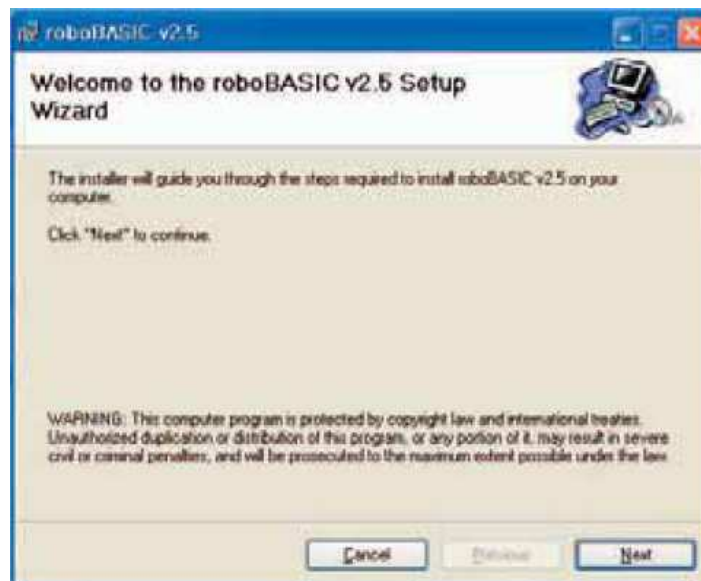 roboBASIC v2.5
Welcome to the roboBASIC v2.5 Setup
Wizard
The installer will guide you through the steps required to install roboBASIC v2.5 on your
computer.
Click "Next" to continue.
WARNING: This computer program is protected by copyright law and international treaties.
Unauthorized duplication or distribution of this program, or any portion of it, may result in severe
civil or criminal penalties, and will be prosecuted to the maximum extent possible under the law.
Cancel
Previous
Next